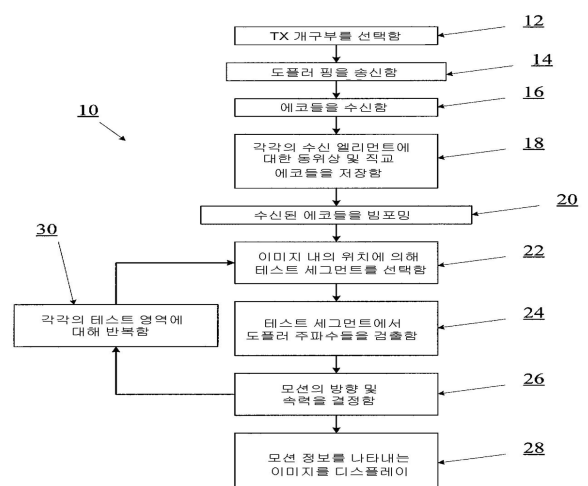 TX 개구부를 선택함
12
도플러 핑을 송신함
14
에코들을 수신함
16
10
각각의 수신 엘리먼트에
대한 동위상 및 직교
에코들을 저장함
18
수신된 에코들을 빔포밍
20
30
이미지 내의 위치에 의해
테스트 세그먼트를 선택함
22
각각의 테스트 영역에
대해 반복함
테스트 세그먼트에서
도플러 주파수들을 검출함
24
모션의 방향 및
속력을 결정함
26
모션 정보를 나타내는
이미지를 디스플레이
28